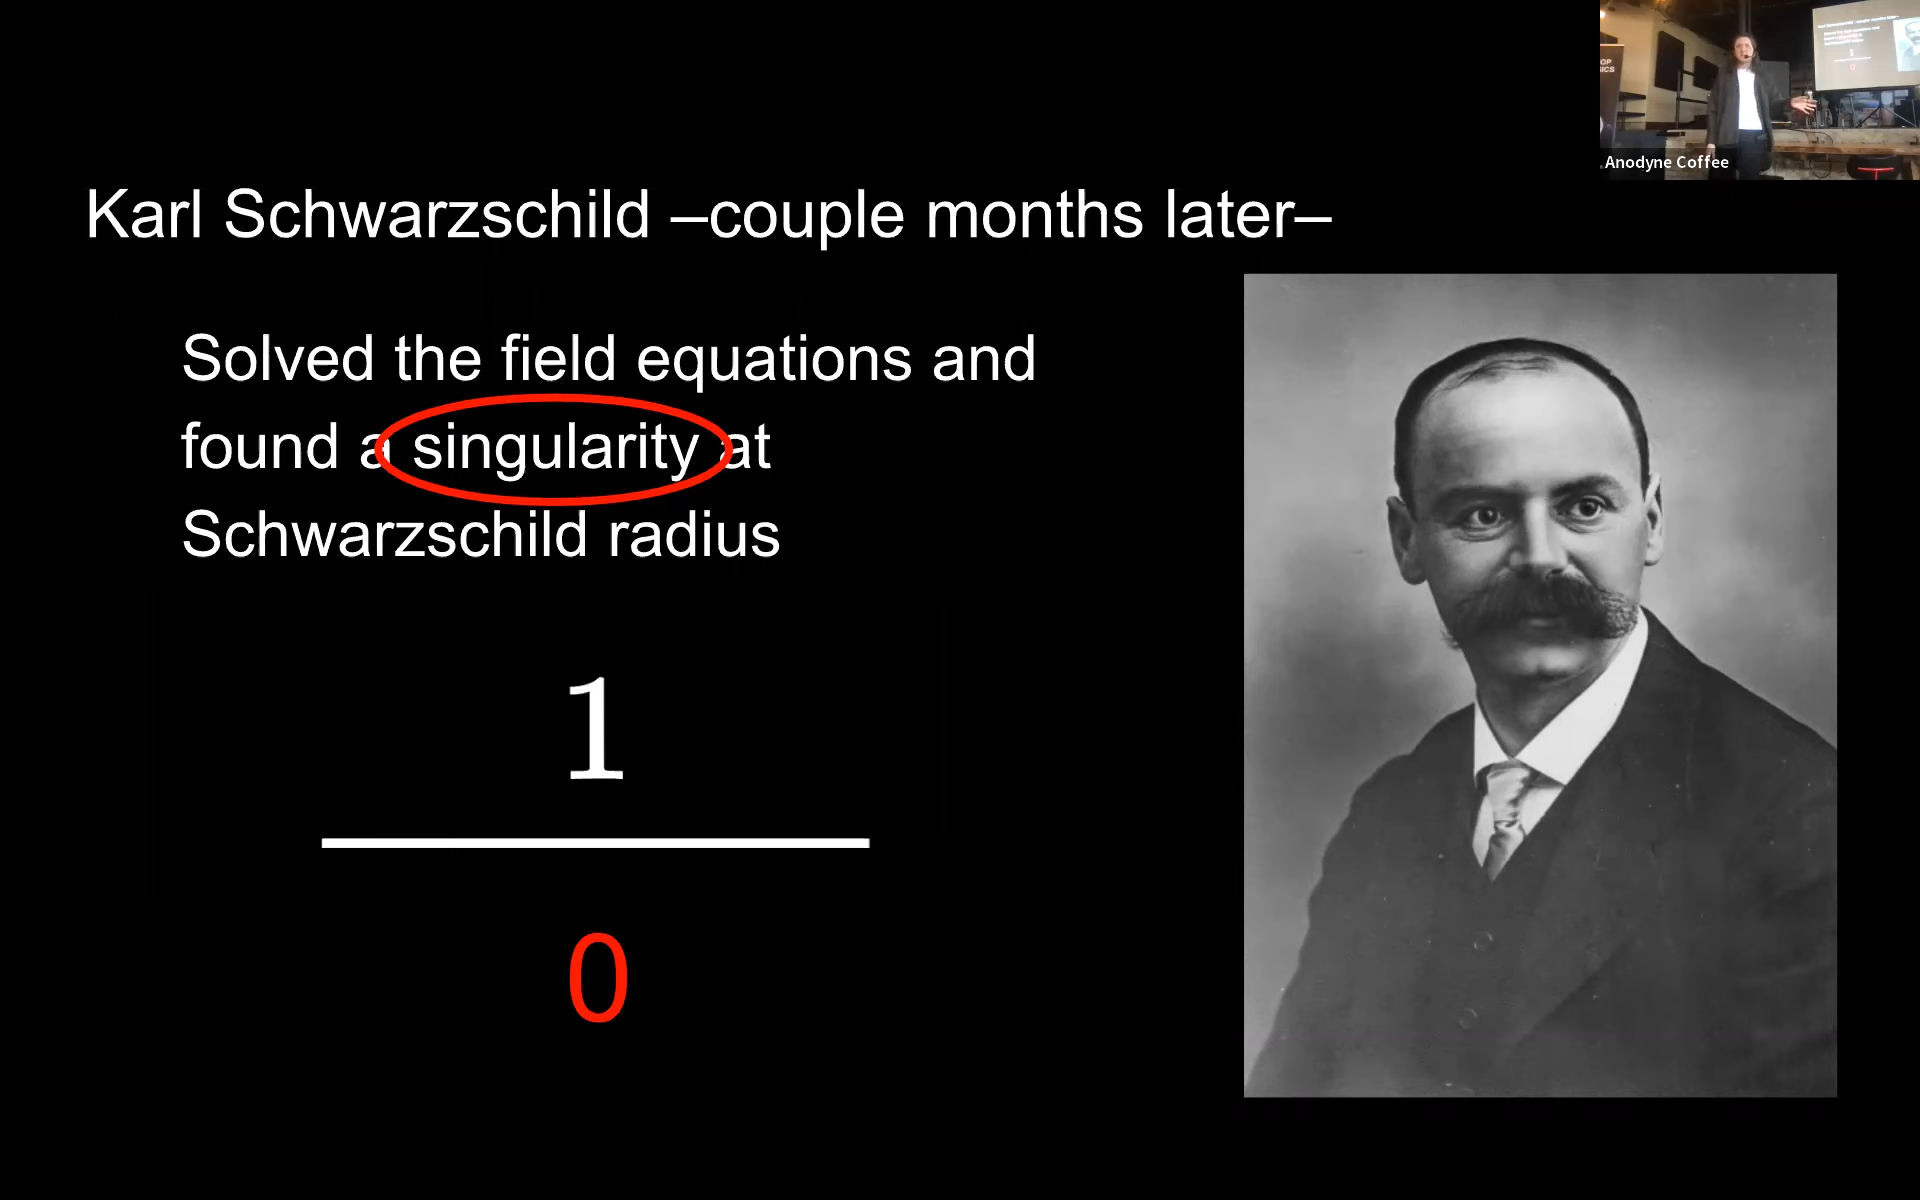 Karl Schwarzschild –couple months later–
Solved the field equations and
found a singularity at
Schwarzschild radius
1
0
Anodyne Coffee